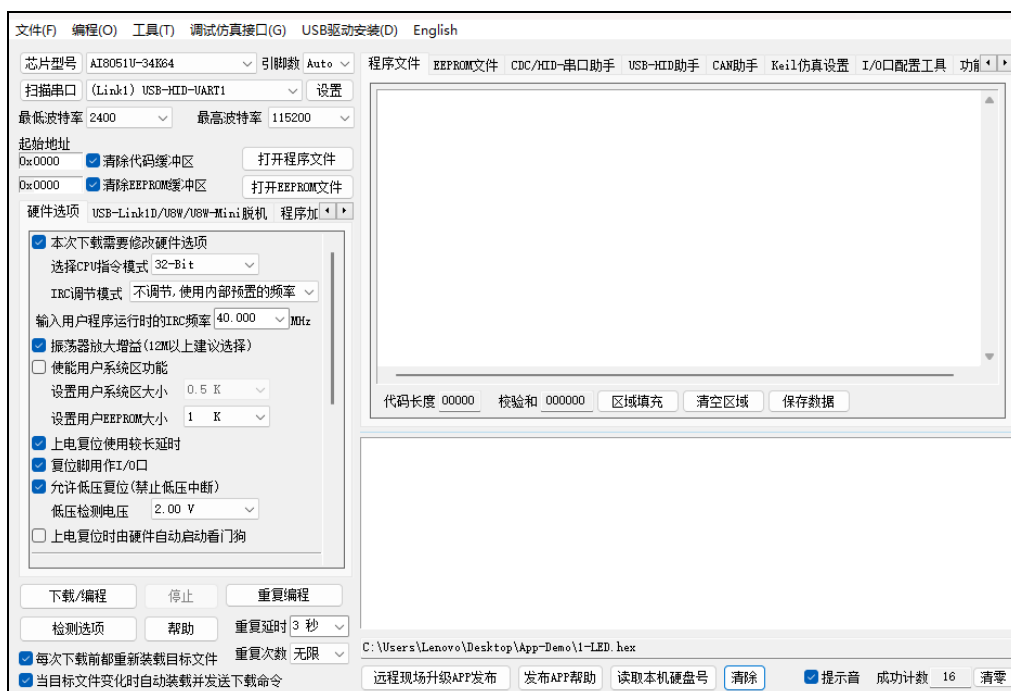 文件(F) 编程(O) 工具(T) 调试仿真接口(G) USB驱动安装(D) English
芯片型号 AI8051U-34K64 引脚数 Auto
扫描串口 (Link1) USB-HID-UART1 设置
最低波特率 2400 最高波特率 115200
起始地址
0x0000 清除代码缓冲区 打开程序文件
0x0000 清除EEPROM缓冲区 打开EEPROM文件
硬件选项 USB-Link1D/U8W/U8W-Mini脱机 程序加
本次下载需要修改硬件选项
选择CPU指令模式 32-Bit
IRC调节模式 不调节,使用内部预置的频率
输入用户程序运行时的IRC频率 40.000 MHz
振荡器放大增益(12M以上建议选择)
使能用户系统区功能
设置用户系统区大小 0.5 K
设置用户EEPROM大小 1 K
上电复位使用较长延时
复位脚用作I/O口
允许低压复位(禁止低压中断)
低压检测电压 2.00 V
上电复位时由硬件自动启动看门狗
下载/编程 停止 重复编程
检测选项 帮助 重复延时 3 秒
每次下载前都重新装载目标文件 重复次数 无限
当目标文件变化时自动装载并发送下载命令
程序文件 EEPROM文件 CDC/HID-串口助手 USB-HID助手 CAN助手 Keil仿真设置 I/O口配置工具 功能
代码长度 00000 校验和 000000 区域填充 清空区域 保存数据
C:\Users\Lenovo\Desktop\App-Demo\1-LED.hex
远程现场升级APP发布 发布APP帮助 读取本机硬盘号 清除 提示音 成功计数 16 清零